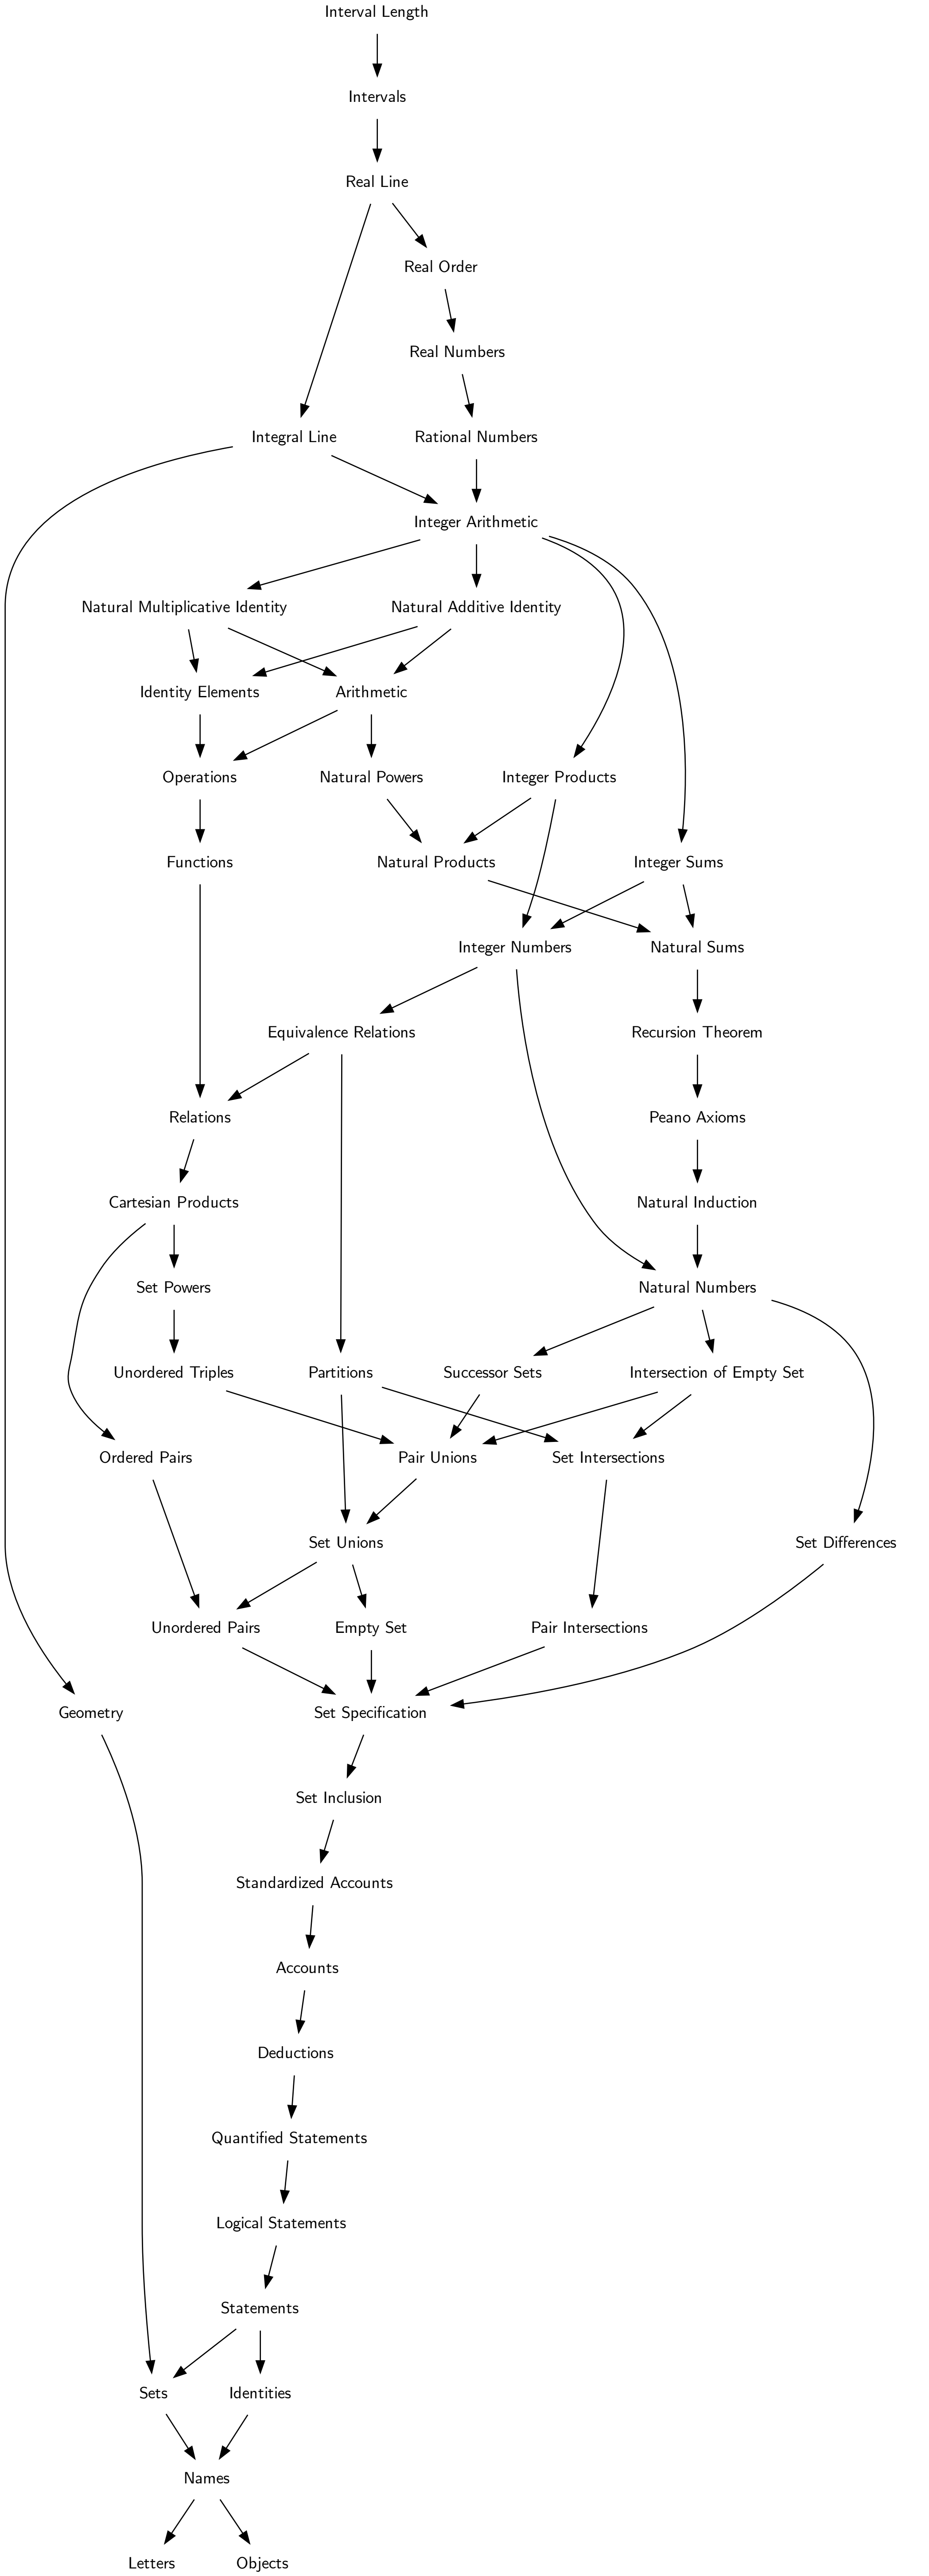 Interval Length
Intervals
Real Line
Real Order
Real Numbers
Integral Line
Rational Numbers
Integer Arithmetic
Natural Multiplicative Identity
Natural Additive Identity
Identity Elements
Arithmetic
Operations
Natural Powers
Integer Products
Functions
Natural Products
Integer Sums
Integer Numbers
Natural Sums
Equivalence Relations
Recursion Theorem
Relations
Peano Axioms
Cartesian Products
Natural Induction
Set Powers
Natural Numbers
Unordered Triples
Partitions
Successor Sets
Intersection of Empty Set
Ordered Pairs
Pair Unions
Set Intersections
Set Unions
Set Differences
Unordered Pairs
Empty Set
Pair Intersections
Geometry
Set Specification
Set Inclusion
Standardized Accounts
Accounts
Deductions
Quantified Statements
Logical Statements
Statements
Sets
Identities
Names
Letters
Objects